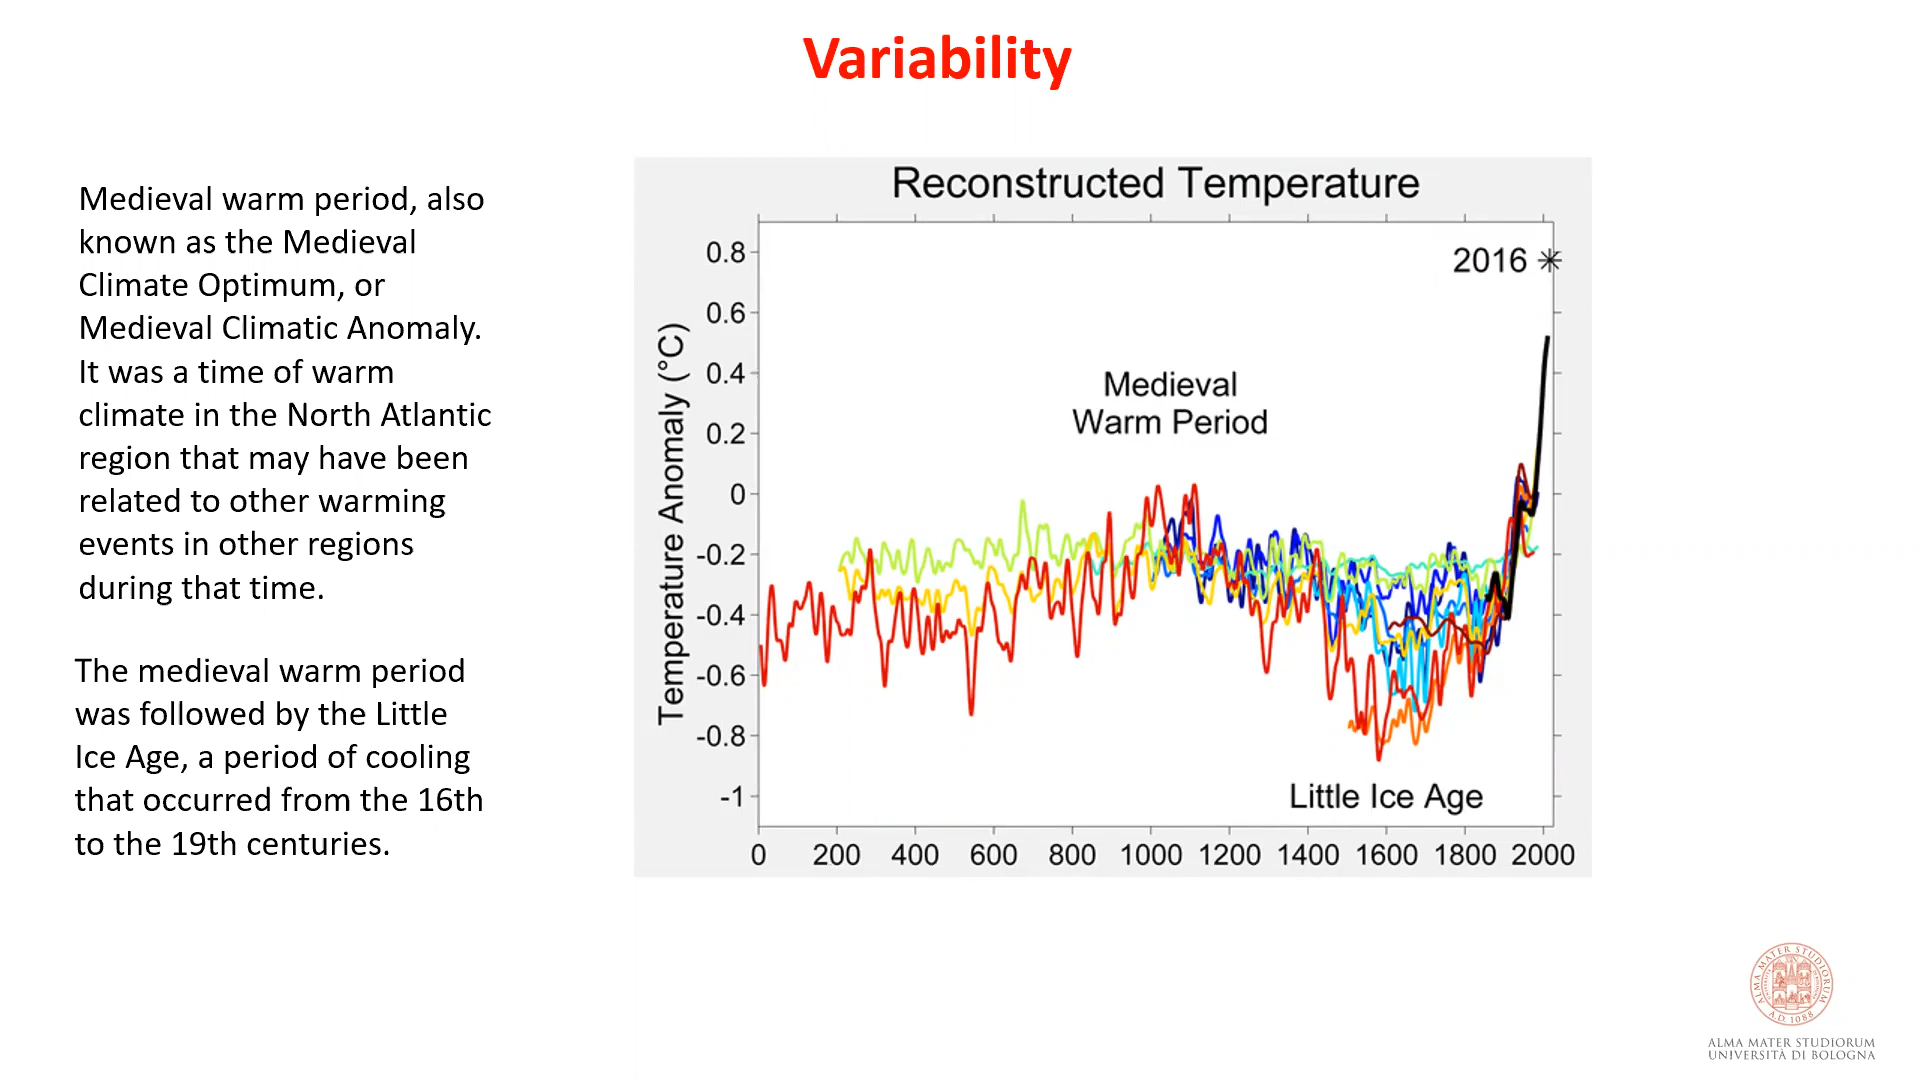 Variability
Medieval warm period, also
known as the Medieval
Climate Optimum, or
Medieval Climatic Anomaly.
It was a time of warm
climate in the North Atlantic
region that may have been
related to other warming
events in other regions
during that time.
The medieval warm period
was followed by the Little
Ice Age, a period of cooling
that occurred from the 16th
to the 19th centuries.
Reconstructed Temperature
Temperature Anomaly (°C)
0.8
0.6
0.4
0.2
0
-0.2
-0.4
-0.6
-0.8
-1
2016
Medieval
Warm Period
Little Ice Age
0 200 400 600 800 1000 1200 1400 1600 1800 2000
ALMA MATER STUDIORUM
A.D. 1088
ALMA MATER STUDIORUM
UNIVERSITÀ DI BOLOGNA